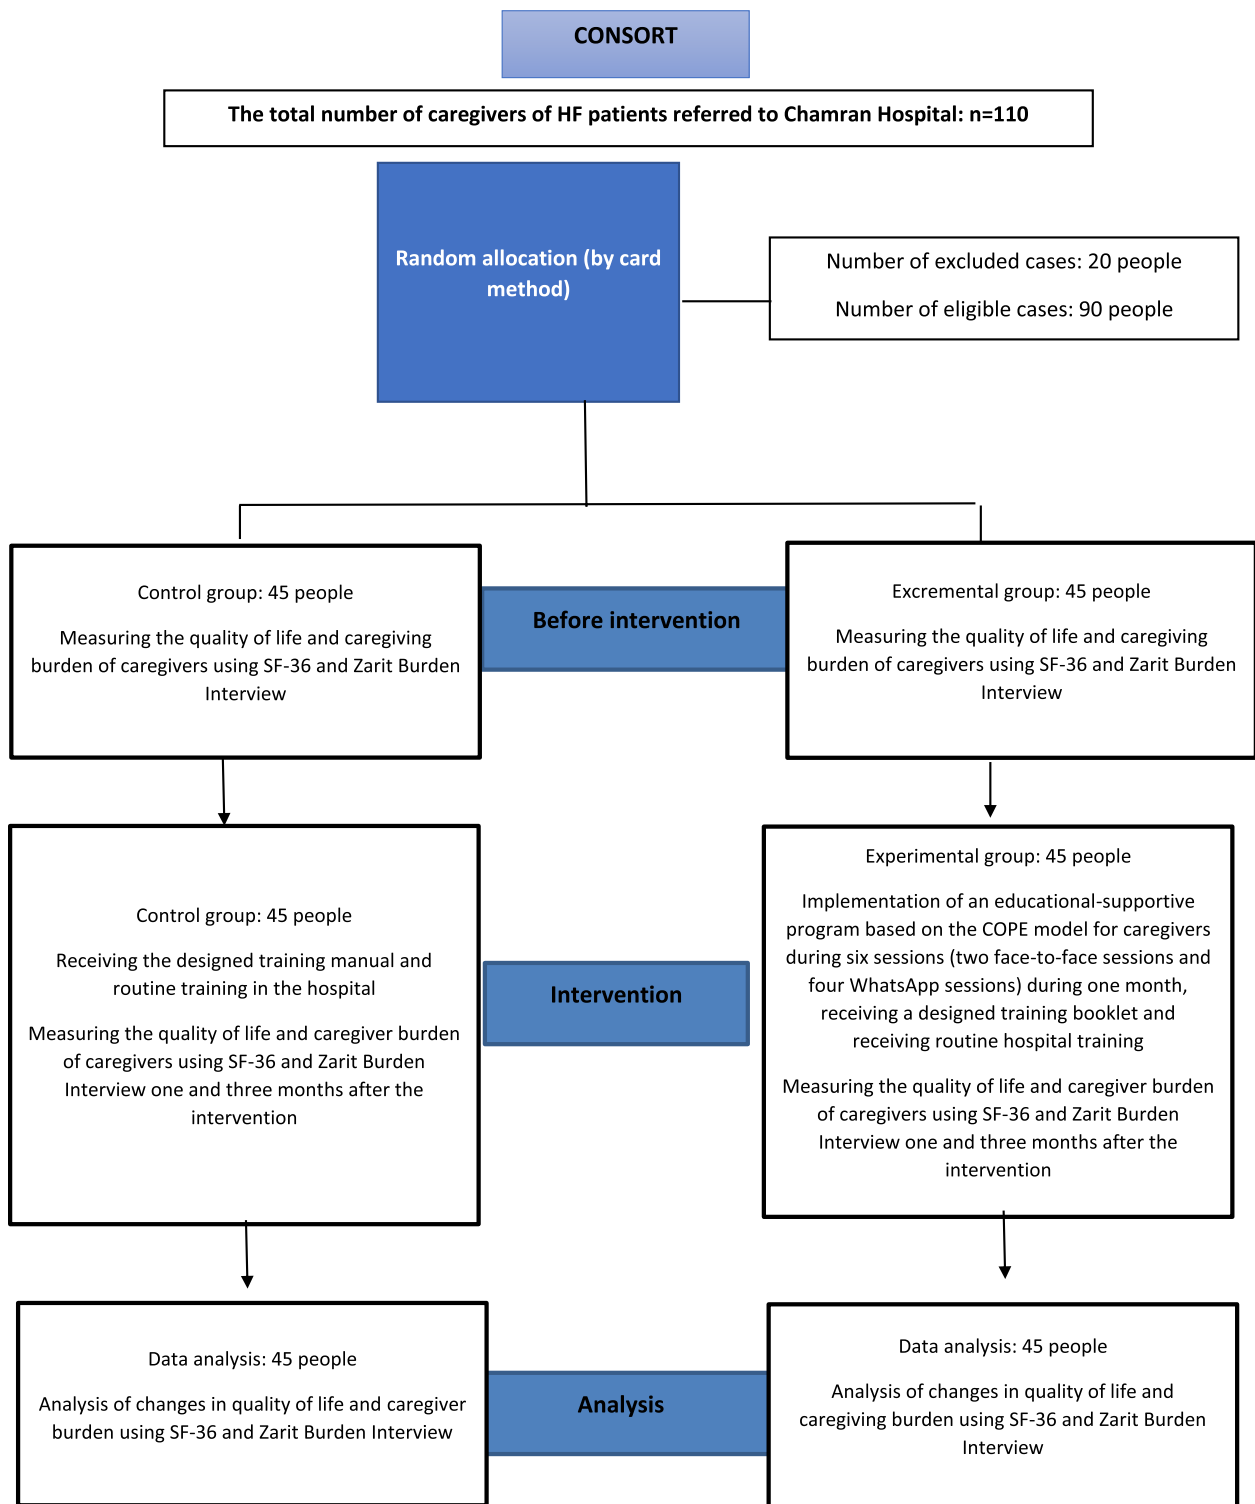 CONSORT
The total number of caregivers of HF patients referred to Chamran Hospital: n=110
Random allocation (by card
method)
Number of excluded cases: 20 people
Number of eligible cases: 90 people
Control group: 45 people
Measuring the quality of life and caregiving
burden of caregivers using SF-36 and Zarit Burden
Interview
Before intervention
Excremental group: 45 people
Measuring the quality of life and caregiving
burden of caregivers using SF-36 and Zarit Burden
Interview
Control group: 45 people
Receiving the designed training manual and
routine training in the hospital
Measuring the quality of life and caregiver burden
of caregivers using SF-36 and Zarit Burden
Interview one and three months after the
intervention
Intervention
Experimental group: 45 people
Implementation of an educational-supportive
program based on the COPE model for caregivers
during six sessions (two face-to-face sessions and
four WhatsApp sessions) during one month,
receiving a designed training booklet and
receiving routine hospital training
Measuring the quality of life and caregiver burden
of caregivers using SF-36 and Zarit Burden
Interview one and three months after the
intervention
Data analysis: 45 people
Analysis of changes in quality of life and caregiver
burden using SF-36 and Zarit Burden Interview
Analysis
Data analysis: 45 people
Analysis of changes in quality of life and
caregiving burden using SF-36 and Zarit Burden
Interview